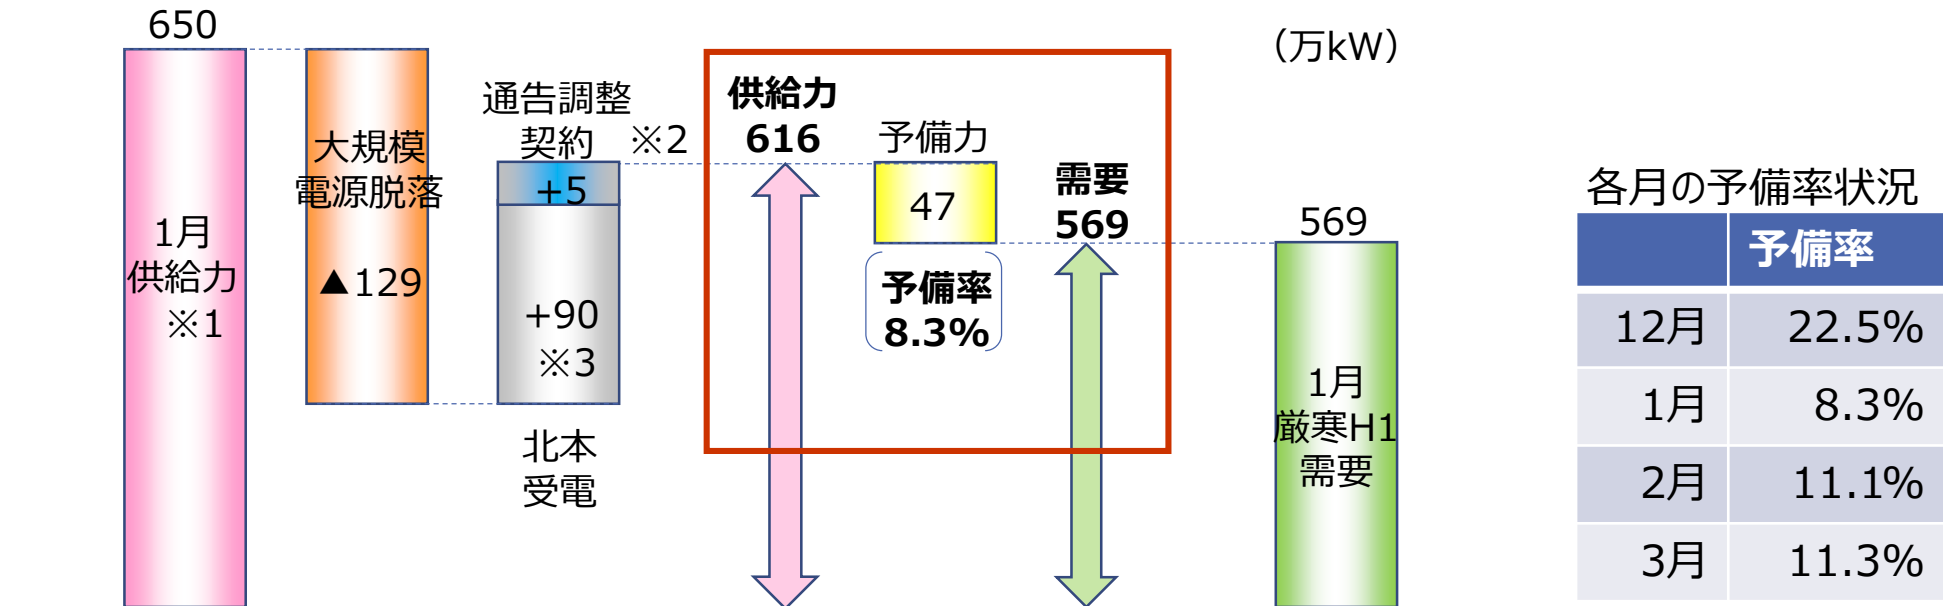 650
1月
供給力
※1
大規模
電源脱落
▲129
通告調整
契約
※2
+5
+90
※3
北本
受電
供給力
616
予備力
47
予備率
8.3%
需要
569
(万kW)
569
1月
厳寒H1
需要
各月の予備率状況
予備率
12月 22.5%
1月 8.3%
2月 11.1%
3月 11.3%